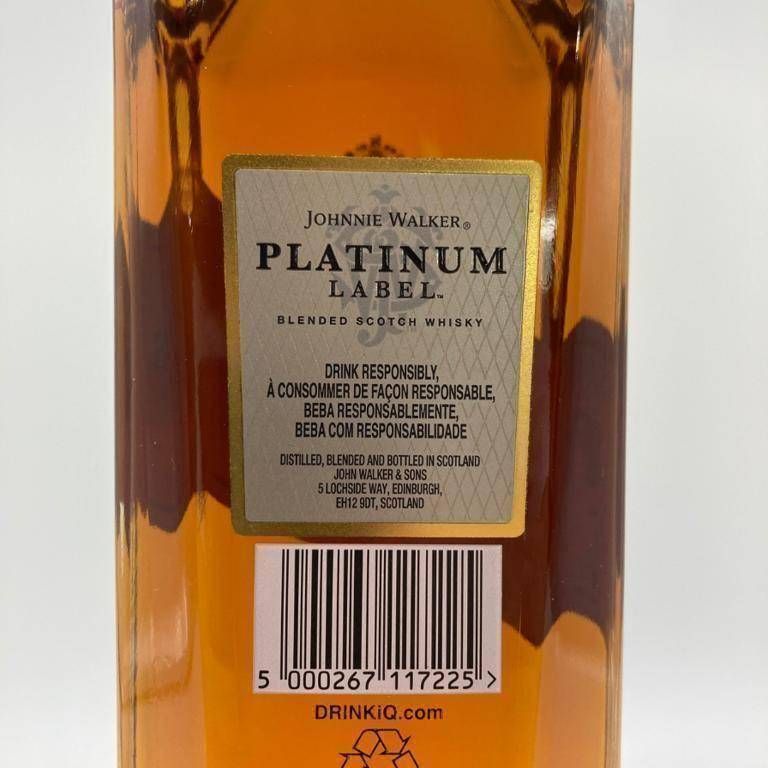 JOHNNIE WALKER®
PLATINUM
LABEL™
BLENDED SCOTCH WHISKY
DRINK RESPONSIBLY,
À CONSOMMER DE FAÇON RESPONSABLE,
BEBA RESPONSABLEMENTE,
BEBA COM RESPONSABILIDADE
DISTILLED, BLENDED AND BOTTLED IN SCOTLAND
JOHN WALKER & SONS
5 LOCHSIDE WAY, EDINBURGH,
EH12 9DT, SCOTLAND
5 000267 117225 >
DRINKiQ.com